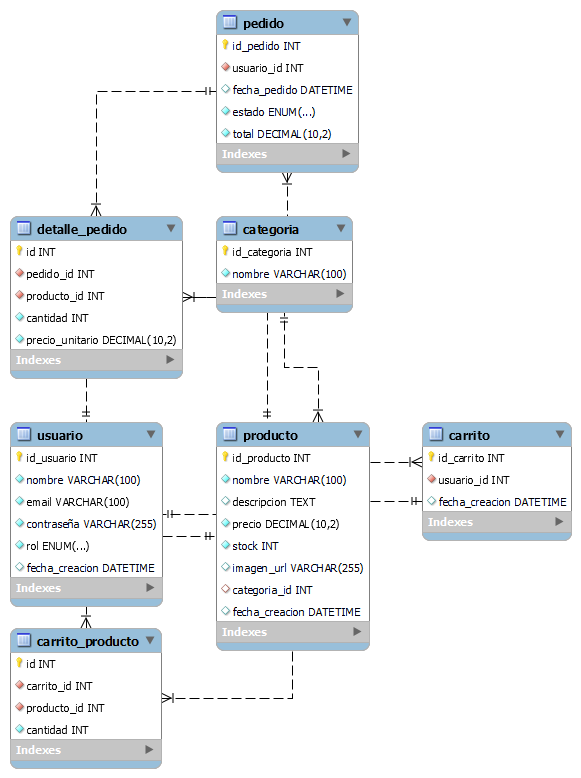 pedido
id_pedido INT
usuario_id INT
fecha_pedido DATETIME
estado ENUM(...)
total DECIMAL(10,2)
Indexes
detalle_pedido
id INT
pedido_id INT
producto_id INT
cantidad INT
precio_unitario DECIMAL(10,2)
Indexes
categoria
id_categoria INT
nombre VARCHAR(100)
Indexes
usuario
id_usuario INT
nombre VARCHAR(100)
email VARCHAR(100)
contraseña VARCHAR(255)
rol ENUM(...)
fecha_creacion DATETIME
Indexes
producto
id_producto INT
nombre VARCHAR(100)
descripcion TEXT
precio DECIMAL(10,2)
stock INT
imagen_url VARCHAR(255)
categoria_id INT
fecha_creacion DATETIME
Indexes
carrito
id_carrito INT
usuario_id INT
fecha_creacion DATETIME
Indexes
carrito_producto
id INT
carrito_id INT
producto_id INT
cantidad INT
Indexes